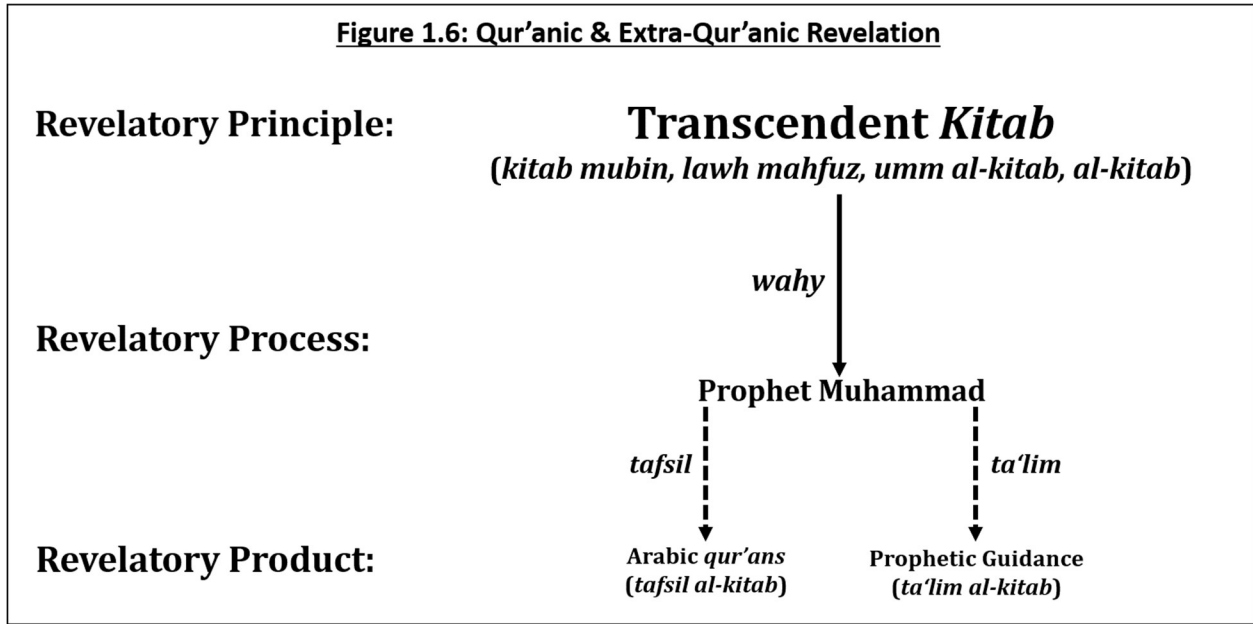 Figure 1.6: Qur’anic & Extra-Qur’anic Revelation
Revelatory Principle:
Transcendent Kitab
(kitab mubin, lawh mahfuz, umm al-kitab, al-kitab)
wahy
Revelatory Process:
Prophet Muhammad
tafsil
ta‘lim
Revelatory Product:
Arabic qur’ans
(tafsil al-kitab)
Prophetic Guidance
(ta‘lim al-kitab)